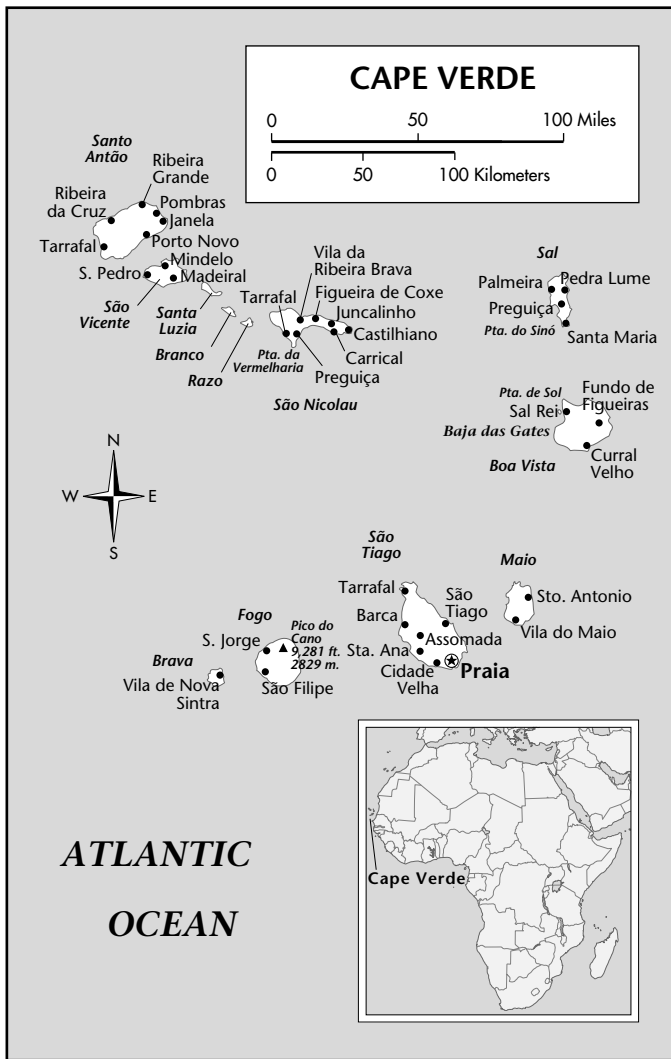 CAPE VERDE
0 50 100 Miles
0 50 100 Kilometers
Santo
Antão
Ribeira
Grande
Ribeira
da Cruz
Pombras
Janela
Tarrafal
Porto Novo
Mindelo
S. Pedro
Madeiral
São
Vicente
Santa
Luzia
Branco
Razo
Vila da
Ribeira Brava
Tarrafal
Figueira de Coxe
Juncalinho
Castilhiano
Carrical
Pta. da
Vermelharia
Preguiça
São Nicolau
Sal
Palmeira
Pedra Lume
Preguiça
Pta. do Sinó
Santa Maria
Pta. de Sol
Sal Rei
Fundo de
Figueiras
Baja das Gates
Boa Vista
Curral
Velho
N
W E
S
São
Tiago
Tarrafal
São
Tiago
Barca
Assomada
Sta. Ana
Cidade
Velha
Praia
Maio
Sto. Antonio
Vila do Maio
Fogo
Pico do
Cano
9,281 ft.
2829 m.
S. Jorge
São Filipe
Brava
Vila de Nova
Sintra
ATLANTIC
OCEAN
Cape Verde